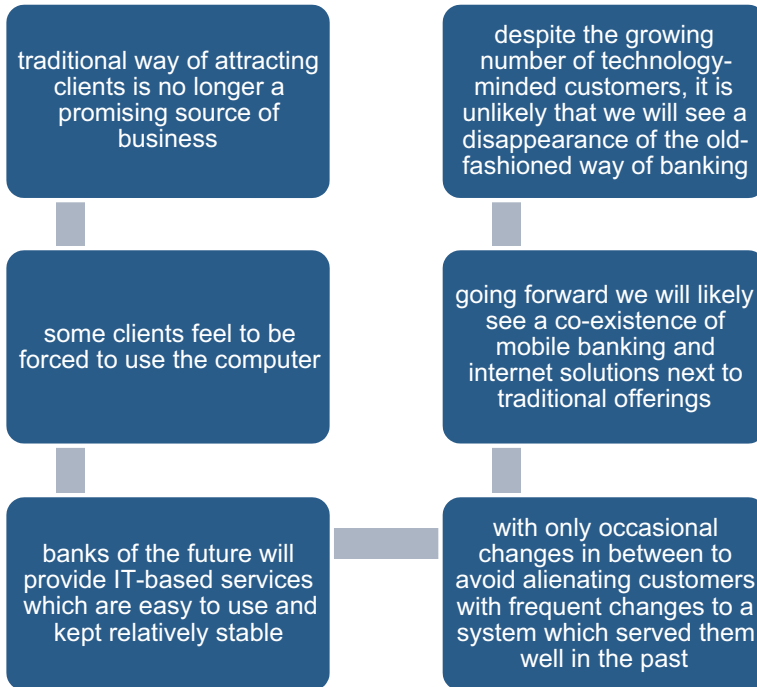 traditional way of attracting
clients is no longer a
promising source of
business
some clients feel to be
forced to use the computer
banks of the future will
provide IT-based services
which are easy to use and
kept relatively stable
with only occasional
changes in between to
avoid alienating customers
with frequent changes to a
system which served them
well in the past
going forward we will likely
see a co-existence of
mobile banking and
internet solutions next to
traditional offerings
despite the growing
number of technology-
minded customers, it is
unlikely that we will see a
disappearance of the old-
fashioned way of banking